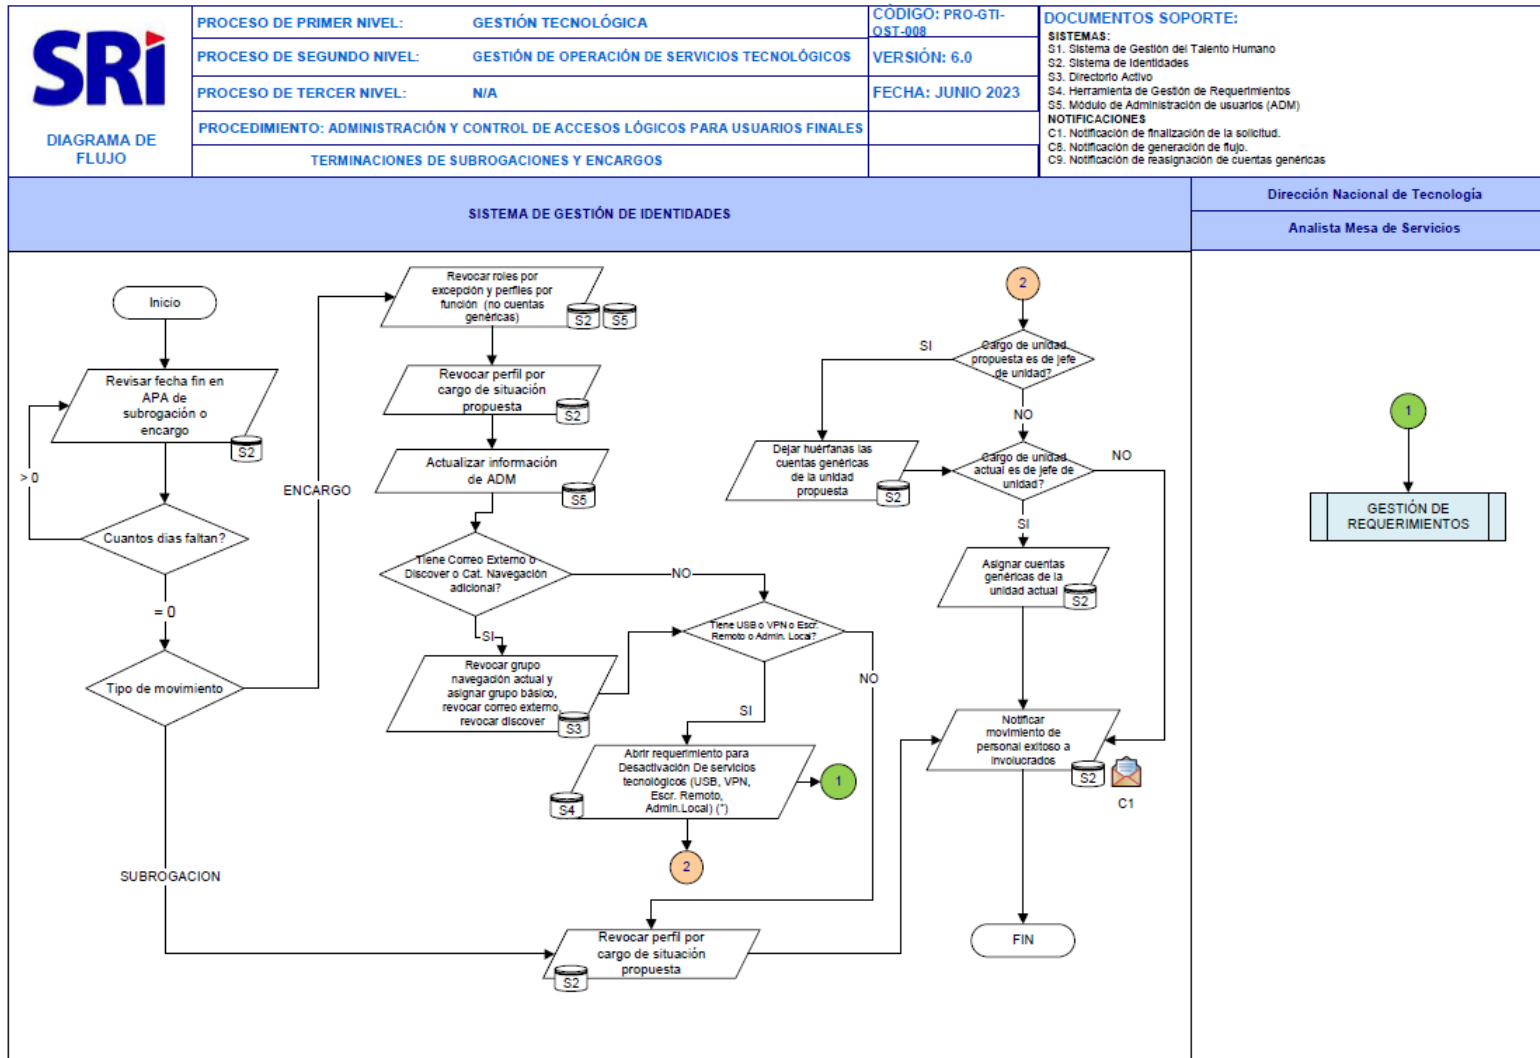 SRi
DIAGRAMA DE
FLUJO
PROCESO DE PRIMER NIVEL: GESTIÓN TECNOLÓGICA
CÓDIGO: PRO-GTI-
OST-008
PROCESO DE SEGUNDO NIVEL: GESTIÓN DE OPERACIÓN DE SERVICIOS TECNOLÓGICOS
VERSIÓN: 6.0
PROCESO DE TERCER NIVEL: N/A
FECHA: JUNIO 2023
PROCEDIMIENTO: ADMINISTRACIÓN Y CONTROL DE ACCESOS LÓGICOS PARA USUARIOS FINALES
TERMINACIONES DE SUBROGACIONES Y ENCARGOS
DOCUMENTOS SOPORTE:
SISTEMAS:
S1. Sistema de Gestión del Talento Humano
S2. Sistema de Identidades
S3. Directorio Activo
S4. Herramienta de Gestión de Requerimientos
S5. Módulo de Administración de usuarios (ADM)
NOTIFICACIONES
C1. Notificación de finalización de la solicitud.
C8. Notificación de generación de flujo.
C9. Notificación de reasignación de cuentas genéricas
SISTEMA DE GESTIÓN DE IDENTIDADES
Dirección Nacional de Tecnología
Analista Mesa de Servicios
Inicio
Revisar fecha fin en
APA de
subrogación o
encargo
S2
> 0
Cuantos dias faltan?
= 0
Tipo de movimiento
ENCARGO
SUBROGACION
Revocar roles por
excepción y perfiles por
función (no cuentas
genéricas)
S2
S5
Revocar perfil por
cargo de situación
propuesta
S2
Actualizar información
de ADM
S5
Tiene Correo Externo o
Discover o Cat. Navegación
adicional?
NO
SI
Revocar grupo
navegación actual y
asignar grupo básico,
revocar correo externo,
revocar discover
S3
Tiene USB o VPN o Escr.
Remoto o Admin. Local?
NO
SI
Abrir requerimiento para
Desactivación De servicios
tecnológicos (USB, VPN,
Escr. Remoto,
Admin.Local) (*)
S4
1
2
Revocar perfil por
cargo de situación
propuesta
S2
2
Cargo de unidad
propuesta es de jefe
de unidad?
SI
NO
Dejar huérfanas las
cuentas genéricas
de la unidad
propuesta
S2
Cargo de unidad
actual es de jefe de
unidad?
NO
SI
Asignar cuentas
genéricas de la
unidad actual
S2
Notificar
movimiento de
personal exitoso a
involucrados
S2
C1
FIN
1
GESTIÓN DE
REQUERIMIENTOS